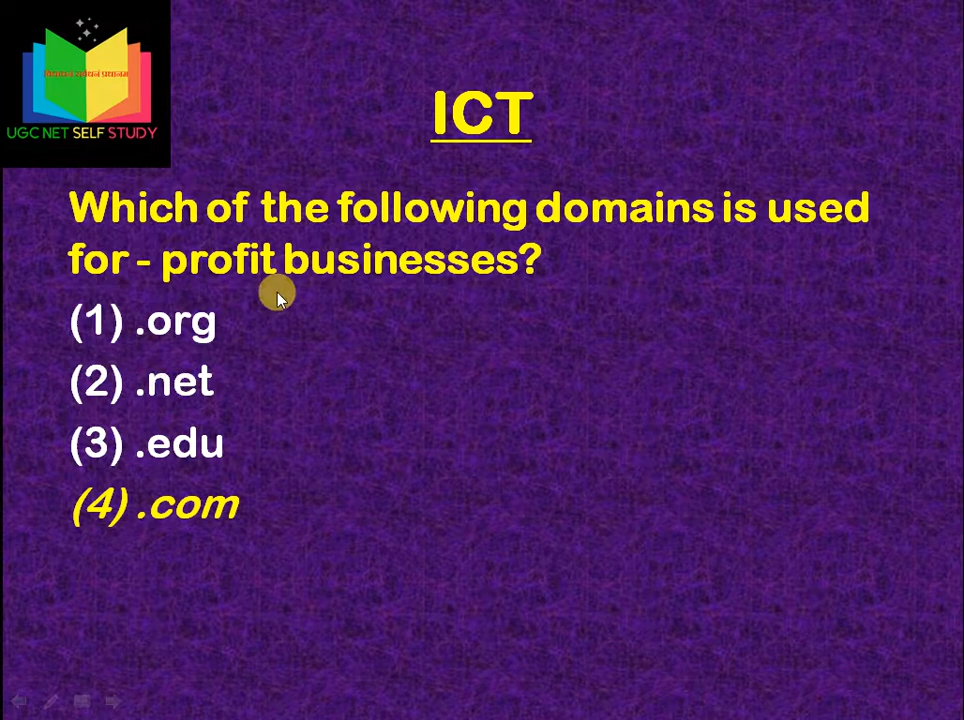 UGC NET SELF STUDY
ICT
Which of the following domains is used
for - profit businesses?
(1) .org
(2) .net
(3) .edu
(4) .com